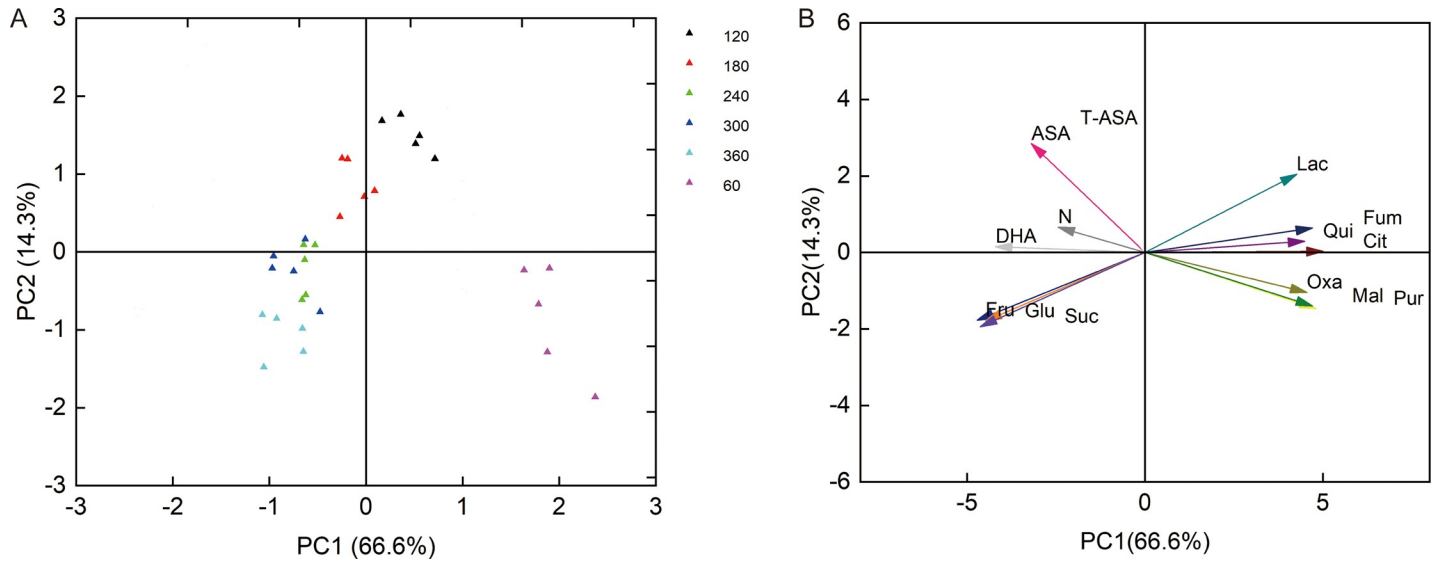 A
3
2
1
0
-1
-2
-3
-3
-2
-1
0
1
2
3
PC2 (14.3%)
PC1 (66.6%)
120
180
240
300
360
60
B
6
4
2
0
-2
-4
-6
-5
0
5
PC2(14.3%)
PC1(66.6%)
T-ASA
ASA
Lac
N
Fum
Qui
DHA
Cit
Oxa
Mal Pur
Fru Glu Suc